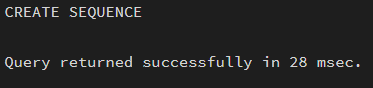 CREATE SEQUENCE
Query returned successfully in 28 msec.